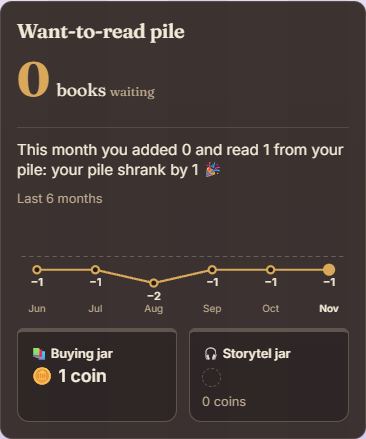 Want-to-read pile
0 books waiting
This month you added 0 and read 1 from your
pile: your pile shrank by 1 🎉
Last 6 months
−1 −1 −2 −1 −1 −1
Jun Jul Aug Sep Oct Nov
Buying jar
1 coin
Storytel jar
0 coins